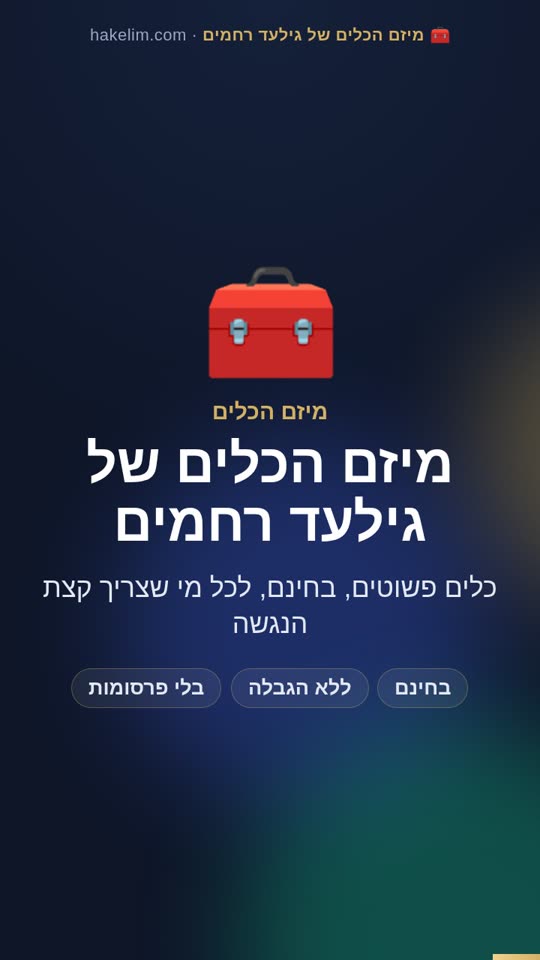 🧰 מיזם הכלים של גילעד רחמים · hakelim.com
מיזם הכלים
מיזם הכלים של
גילעד רחמים
כלים פשוטים, בחינם, לכל מי שצריך קצת
הנגשה
בחינם
ללא הגבלה
בלי פרסומות